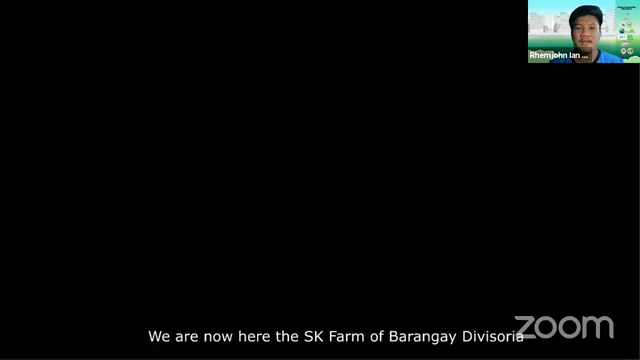 Rhemjohn Ian ...
We are now here the SK Farm of Barangay Divisoria
zoom